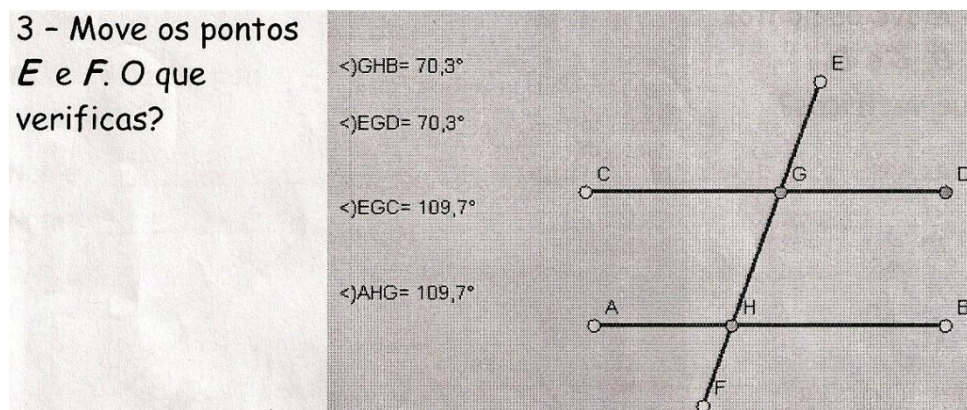 3 - Move os pontos
E e F. O que
verificas?
<)GHB= 70,3°
<)EGD= 70,3°
<)EGC= 109,7°
<)AHG= 109,7°
E
C
G
D
A
H
B
F